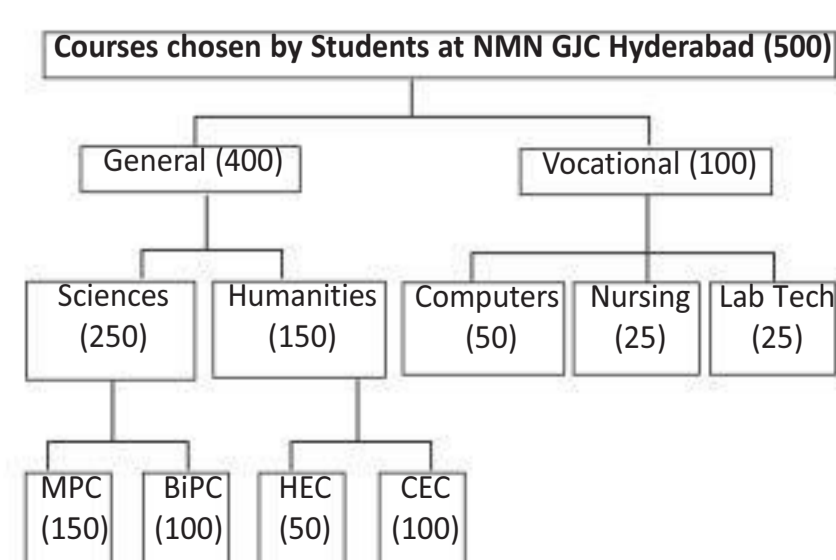 Courses chosen by Students at NMN GJC Hyderabad (500)
General (400)
Vocational (100)
Sciences
(250)
Humanities
(150)
Computers
(50)
Nursing
(25)
Lab Tech
(25)
MPC
(150)
BiPC
(100)
HEC
(50)
CEC
(100)